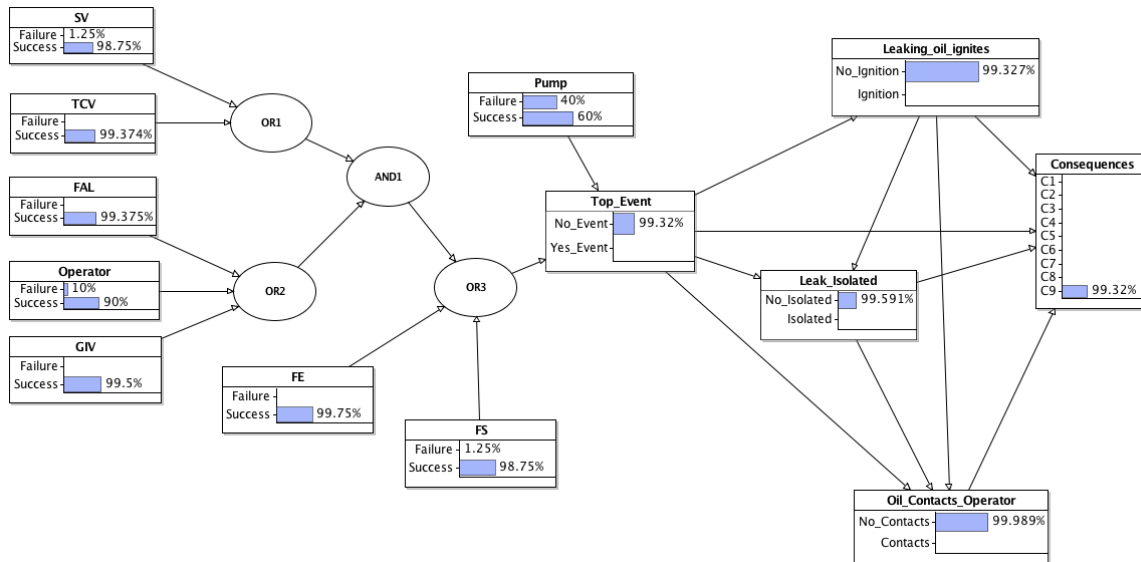 SV
Failure 1.25%
Success 98.75%
TCV
Failure
Success 99.374%
FAL
Failure
Success 99.375%
Operator
Failure 10%
Success 90%
GIV
Failure
Success 99.5%
OR1
AND1
OR2
OR3
FE
Failure
Success 99.75%
FS
Failure 1.25%
Success 98.75%
Pump
Failure 40%
Success 60%
Top_Event
No_Event 99.32%
Yes_Event
Leaking_oil_ignites
No_Ignition 99.327%
Ignition
Leak_Isolated
No_Isolated 99.591%
Isolated
Consequences
C1
C2
C3
C4
C5
C6
C7
C8
C9 99.32%
Oil_Contacts_Operator
No_Contacts 99.989%
Contacts